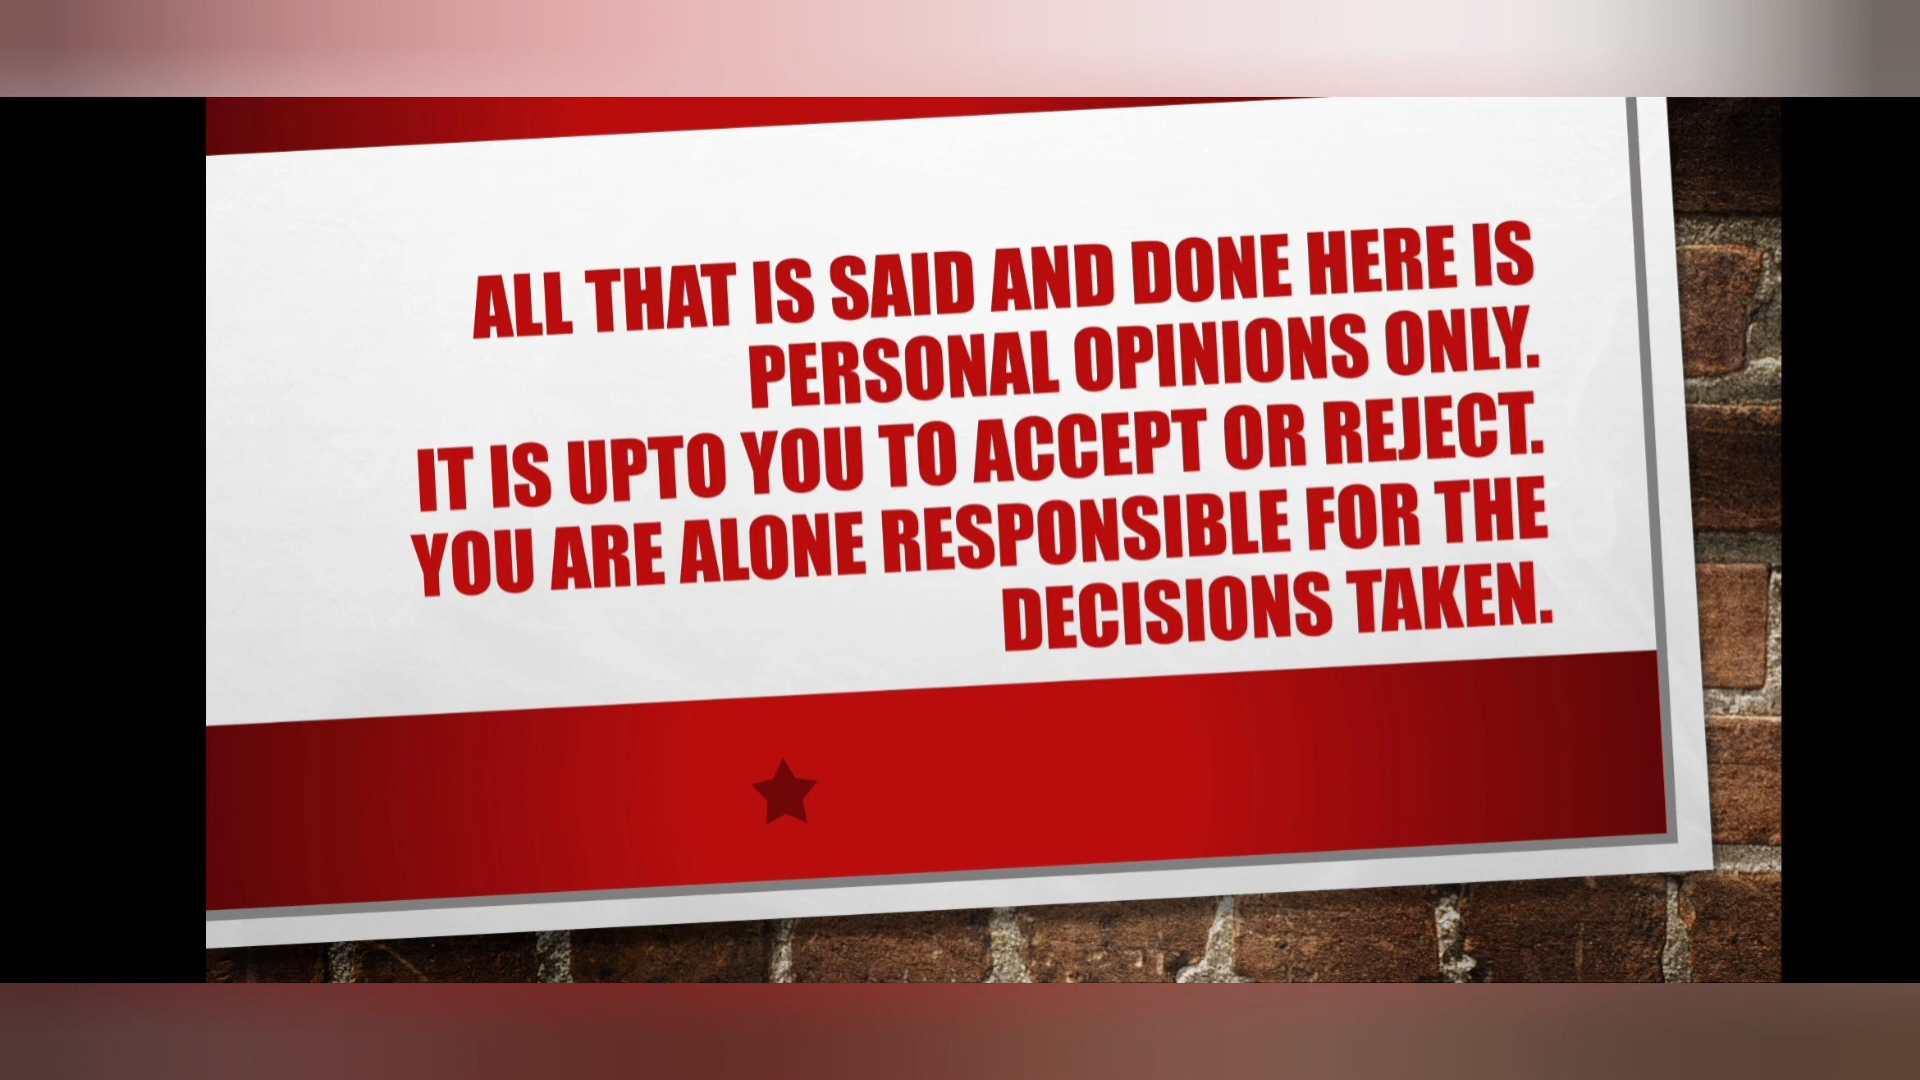 ALL THAT IS SAID AND DONE HERE IS
PERSONAL OPINIONS ONLY.
IT IS UPTO YOU TO ACCEPT OR REJECT.
YOU ARE ALONE RESPONSIBLE FOR THE
DECISIONS TAKEN.